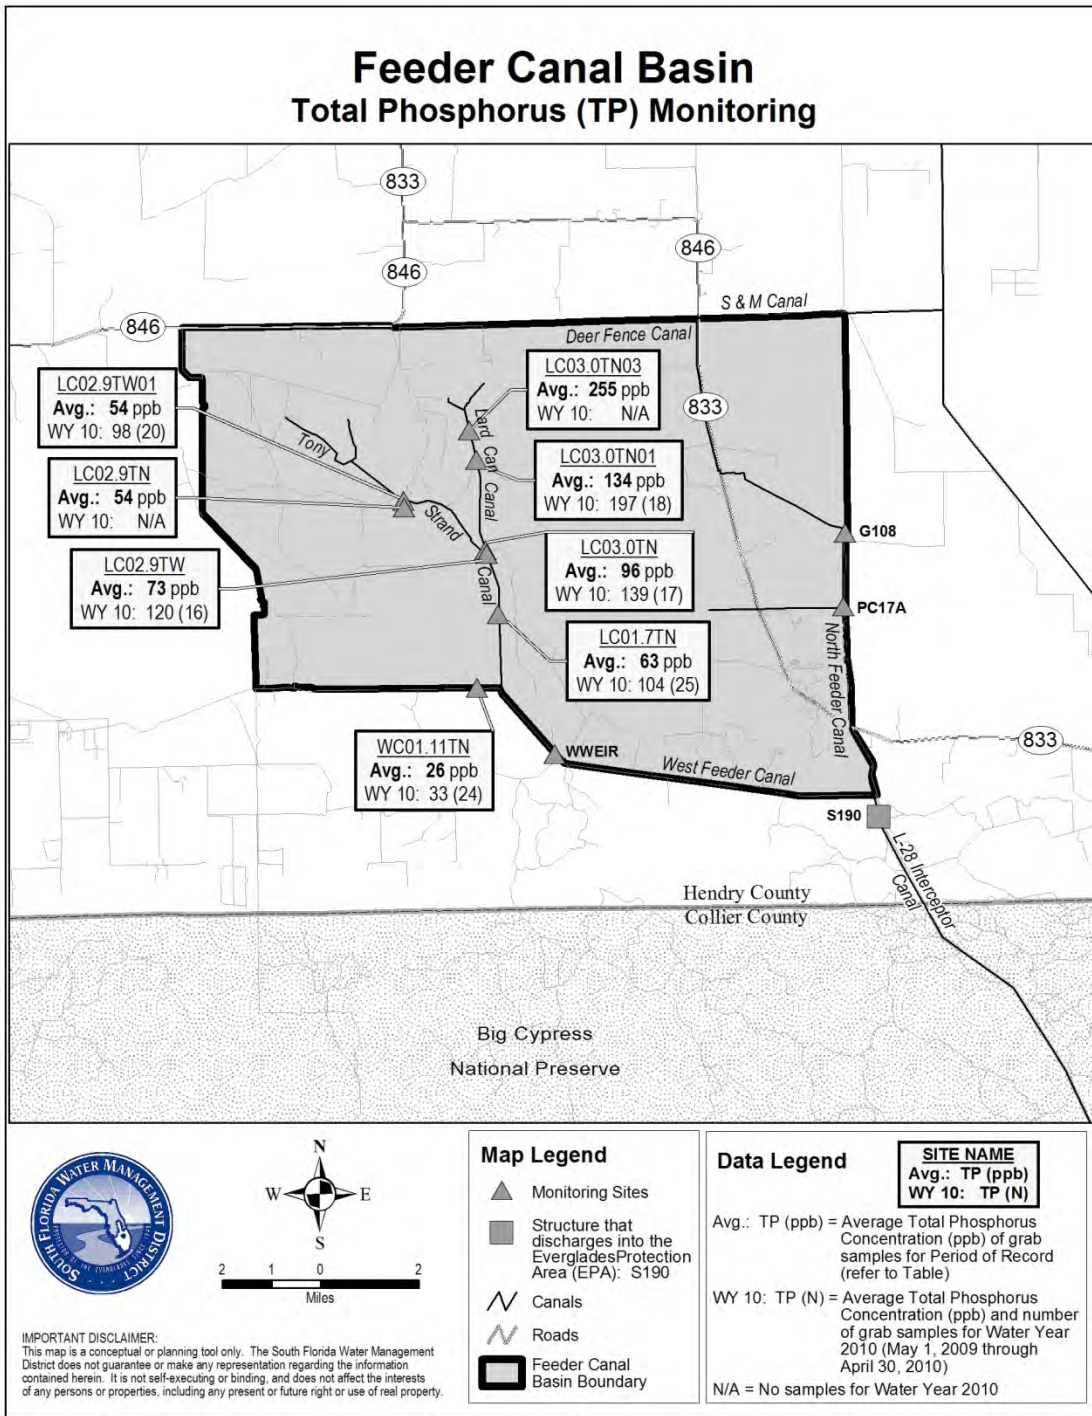 Feeder Canal Basin
Total Phosphorus (TP) Monitoring
833
846
846
846
S & M Canal
Deer Fence Canal
LC02.9TW01
Avg.: 54 ppb
WY 10: 98 (20)
LC03.0TN03
Avg.: 255 ppb
WY 10: N/A
833
Tony
Strand
Lard Can Canal
Canal
LC02.9TN
Avg.: 54 ppb
WY 10: N/A
LC03.0TN01
Avg.: 134 ppb
WY 10: 197 (18)
G108
LC02.9TW
Avg.: 73 ppb
WY 10: 120 (16)
LC03.0TN
Avg.: 96 ppb
WY 10: 139 (17)
PC17A
LC01.7TN
Avg.: 63 ppb
WY 10: 104 (25)
North Feeder Canal
WC01.11TN
Avg.: 26 ppb
WY 10: 33 (24)
WWEIR
West Feeder Canal
833
S190
L-28 Interceptor
Canal
Hendry County
Collier County
Big Cypress
National Preserve
SOUTH FLORIDA WATER MANAGEMENT DISTRICT
N
W E
S
2 1 0 2
Miles
IMPORTANT DISCLAIMER:
This map is a conceptual or planning tool only. The South Florida Water Management
District does not guarantee or make any representation regarding the information
contained herein. It is not self-executing or binding, and does not affect the interests
of any persons or properties, including any present or future right or use of real property.
Map Legend
Monitoring Sites
Structure that
discharges into the
EvergladesProtection
Area (EPA): S190
Canals
Roads
Feeder Canal
Basin Boundary
Data Legend
SITE NAME
Avg.: TP (ppb)
WY 10: TP (N)
Avg.: TP (ppb) = Average Total Phosphorus
Concentration (ppb) of grab
samples for Period of Record
(refer to Table)
WY 10: TP (N) = Average Total Phosphorus
Concentration (ppb) and number
of grab samples for Water Year
2010 (May 1, 2009 through
April 30, 2010)
N/A = No samples for Water Year 2010